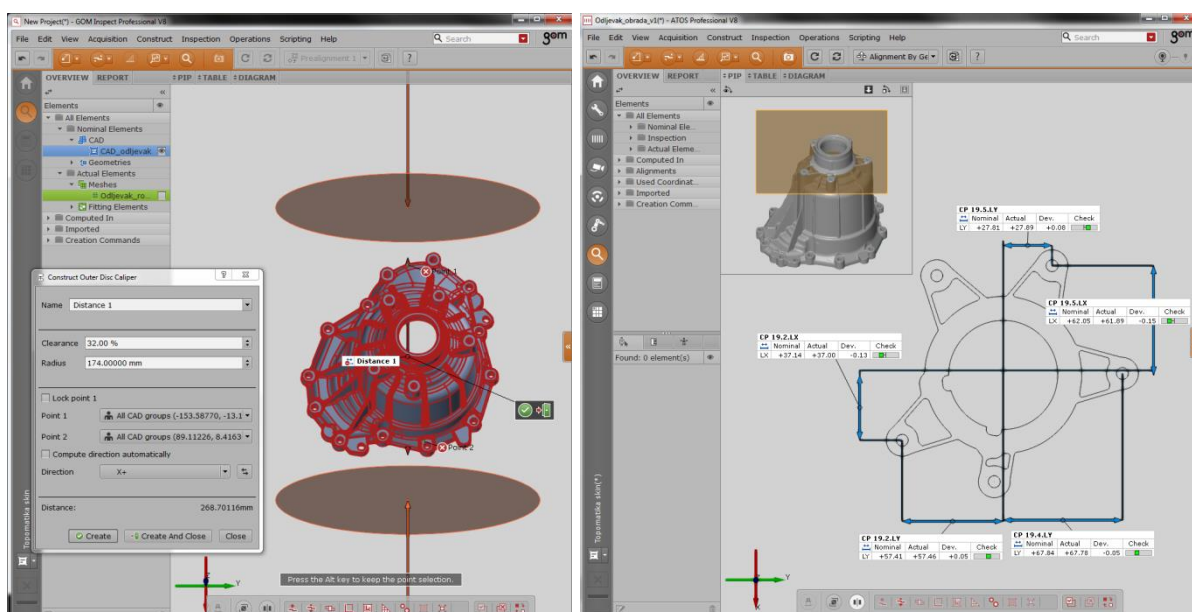 New Project(*) - GOM Inspect Professional V8
File Edit View Acquisition Construct Inspection Operations Scripting Help
Search
gom
Prealignment 1
?
OVERVIEW REPORT
PIP TABLE DIAGRAM
Elements
All Elements
Nominal Elements
CAD
CAD_odljevak
Geometries
Actual Elements
Meshes
Odljevak_ro...
Fitting Elements
Computed In
Imported
Creation Commands
Construct Outer Disc Caliper
Name Distance 1
Clearance 32.00 %
Radius 174.00000 mm
Lock point 1
Point 1 All CAD groups (-153.58770, -13.1
Point 2 All CAD groups (89.11226, 8.4163
Compute direction automatically
Direction X+
Distance: 268.70116mm
Create Create And Close Close
Point 1
Distance 1
Point 2
Topomatika skin
Y
Press the Alt key to keep the point selection.
Odljevak_obrada_v1(*) - ATOS Professional V8
File Edit View Acquisition Construct Inspection Operations Scripting Help
Search
gom
Alignment By Ge
?
OVERVIEW REPORT
PIP TABLE DIAGRAM
Elements
All Elements
Nominal Ele...
Inspection
Actual Eleme...
Computed In
Alignments
Used Coordinat...
Imported
Creation Comm...
Found: 0 element(s)
CP 19.5.LY
Nominal Actual Dev. Check
LY +27.81 +27.89 +0.08
CP 19.5.LX
Nominal Actual Dev. Check
LX +62.05 +61.89 -0.15
CP 19.2.LX
Nominal Actual Dev. Check
LX +37.14 +37.00 -0.13
CP 19.2.LY
Nominal Actual Dev. Check
LY +57.41 +57.46 +0.05
CP 19.4.LY
Nominal Actual Dev. Check
LY +67.84 +67.78 -0.05
Topomatika skin(*)
Y
X